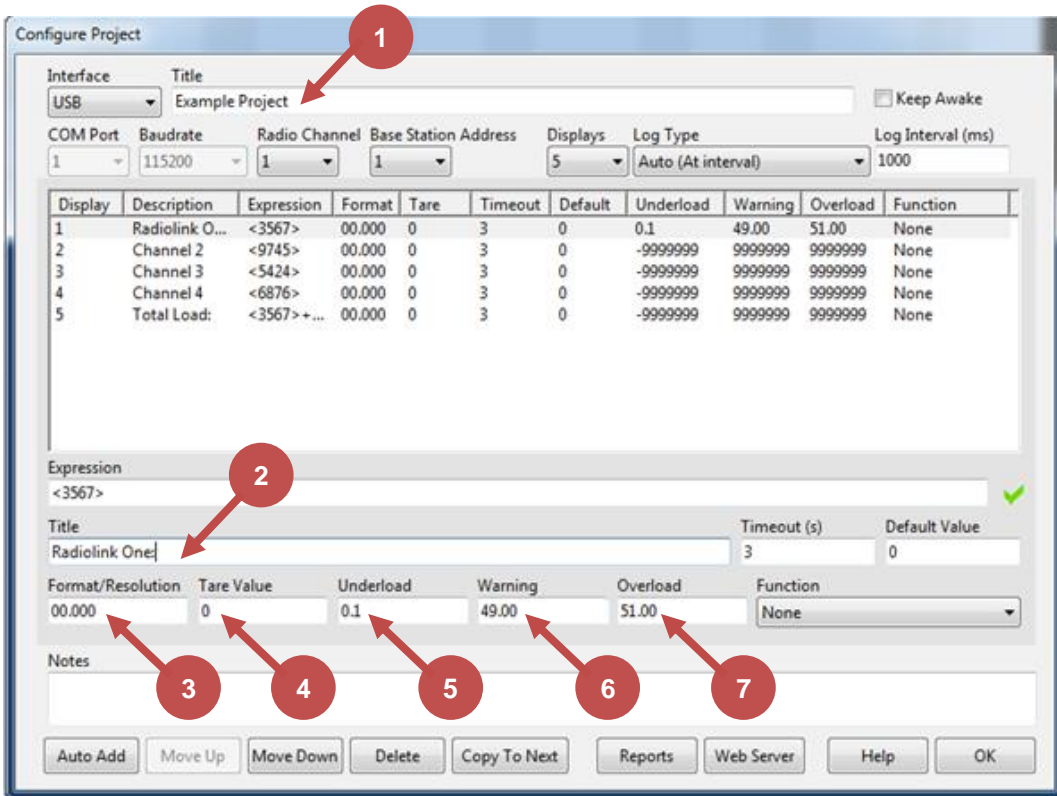 Configure Project
1
Interface Title
USB Example Project Keep Awake
COM Port Baudrate Radio Channel Base Station Address Displays Log Type Log Interval (ms)
1 115200 1 1 5 Auto (At interval) 1000
Display Description Expression Format Tare Timeout Default Underload Warning Overload Function
1 Radiolink O... <3567> 00.000 0 3 0 0.1 49.00 51.00 None
2 Channel 2 <9745> 00.000 0 3 0 -9999999 9999999 9999999 None
3 Channel 3 <5424> 00.000 0 3 0 -9999999 9999999 9999999 None
4 Channel 4 <6876> 00.000 0 3 0 -9999999 9999999 9999999 None
5 Total Load: <3567>+... 00.000 0 3 0 -9999999 9999999 9999999 None
Expression
2
<3567>
Title Timeout (s) Default Value
Radiolink One: 3 0
Format/Resolution Tare Value Underload Warning Overload Function
00.000 0 0.1 49.00 51.00 None
Notes
3 4 5 6 7
Auto Add Move Up Move Down Delete Copy To Next Reports Web Server Help OK